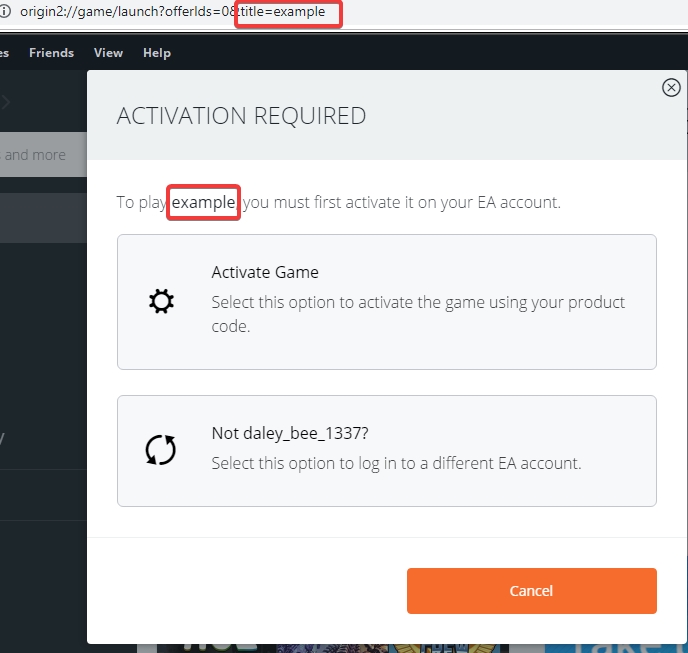 origin2://game/launch?offerIds=0&title=example
Friends View Help
ACTIVATION REQUIRED
and more
To play example, you must first activate it on your EA account.
Activate Game
Select this option to activate the game using your product
code.
Not daley_bee_1337?
Select this option to log in to a different EA account.
Cancel